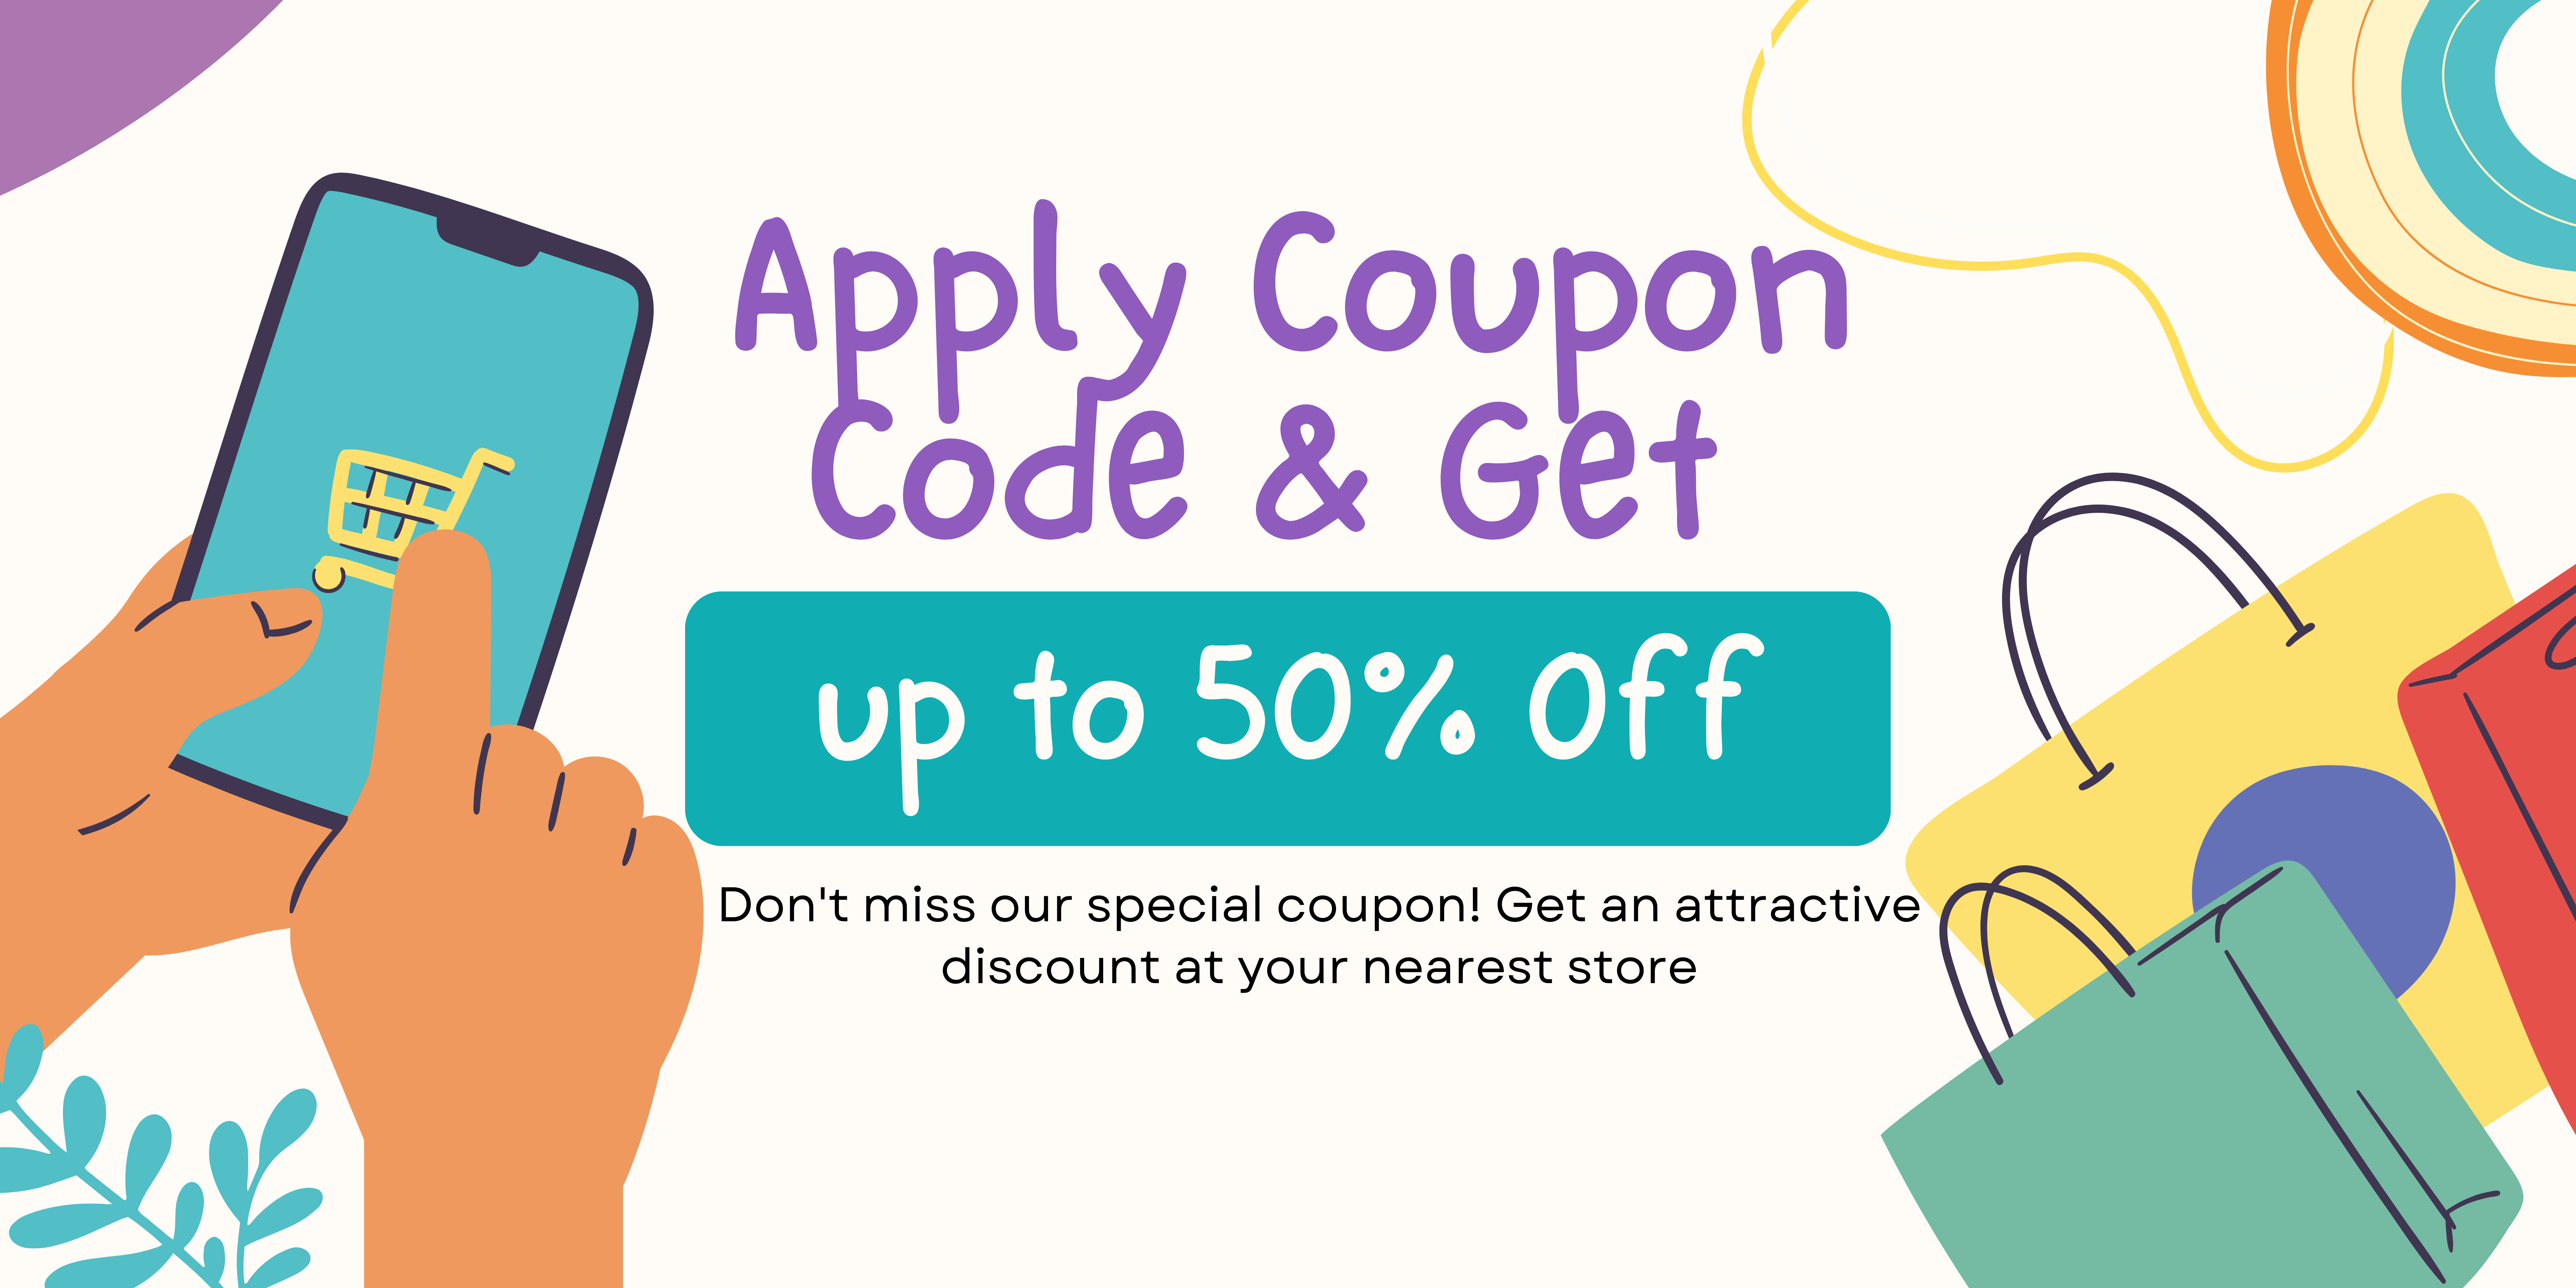 Apply Coupon
Code & Get
up to 50% Off
Don't miss our special coupon! Get an attractive
discount at your nearest store